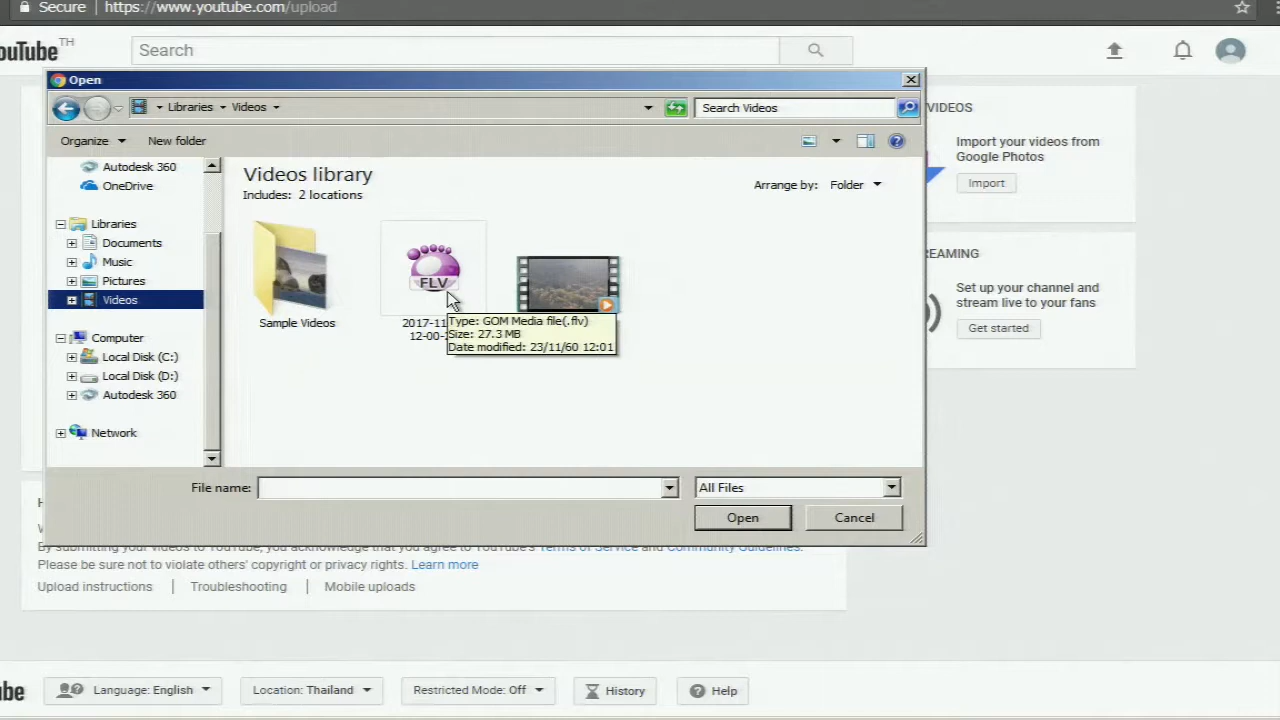 Secure https://www.youtube.com/upload
ouTube TH
Search
Open
Libraries Videos
Search Videos
Organize New folder
Autodesk 360
OneDrive
Libraries
Documents
Music
Pictures
Videos
Computer
Local Disk (C:)
Local Disk (D:)
Autodesk 360
Network
Videos library
Includes: 2 locations
Arrange by: Folder
Sample Videos
FLV
2017-11
12-00-
Type: GOM Media file(.flv)
Size: 27.3 MB
Date modified: 23/11/60 12:01
File name:
All Files
Open Cancel
VIDEOS
Import your videos from
Google Photos
Import
EAMING
Set up your channel and
stream live to your fans
Get started
H
W
By submitting your videos to YouTube, you acknowledge that you agree to YouTube's Terms of Service and Community Guidelines.
Please be sure not to violate others' copyright or privacy rights. Learn more
Upload instructions Troubleshooting Mobile uploads
be
Language: English
Location: Thailand
Restricted Mode: Off
History
Help